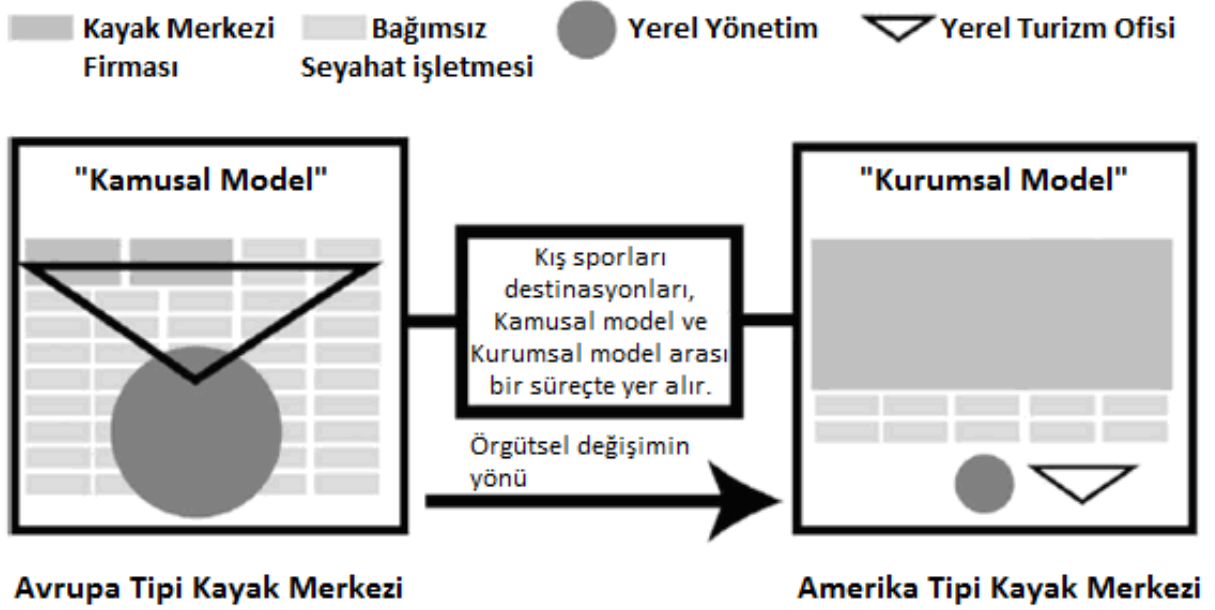 Kayak Merkezi Firması
Bağımsız Seyahat işletmesi
Yerel Yönetim
Yerel Turizm Ofisi
"Kamusal Model"
"Kurumsal Model"
Kış sporları
destinasyonları,
Kamusal model ve
Kurumsal model arası
bir süreçte yer alır.
Örgütsel değişimin
yönü
Avrupa Tipi Kayak Merkezi
Amerika Tipi Kayak Merkezi